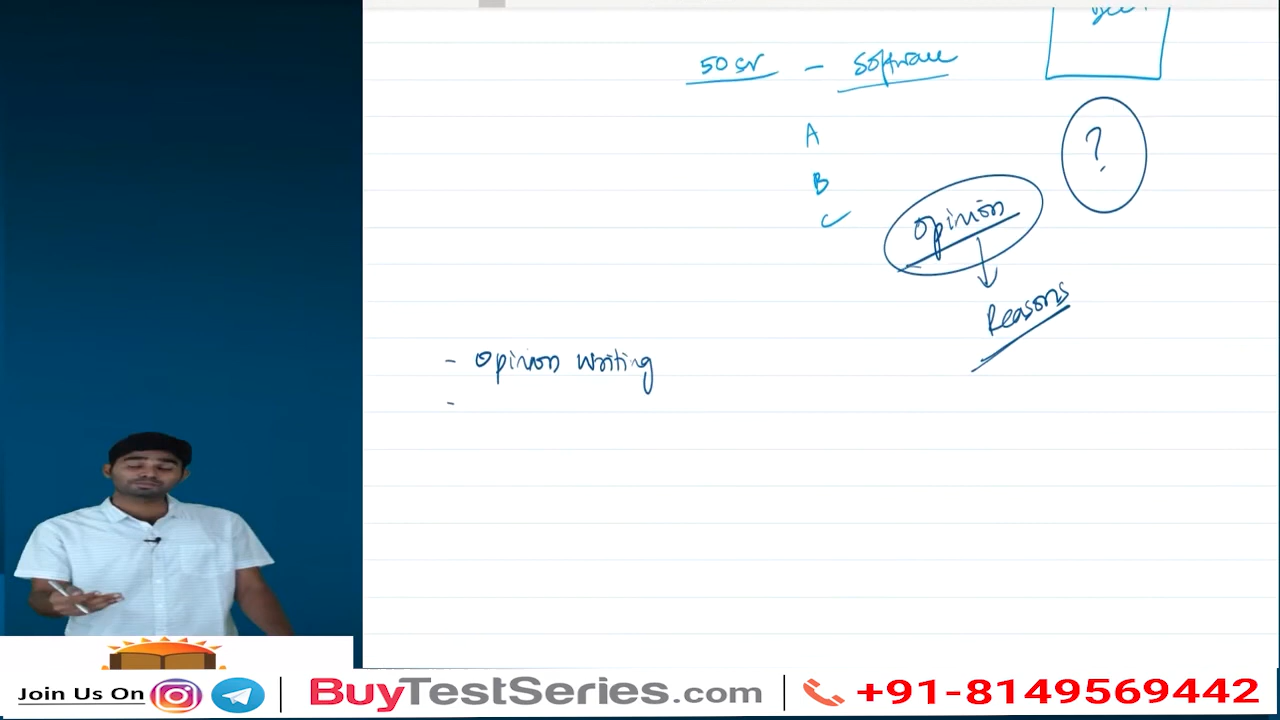 50 cr - Software
?
A
B
C
Opinion
Reasons
- Opinion writing
-
Join Us On
BuyTestSeries.com
+91-8149569442